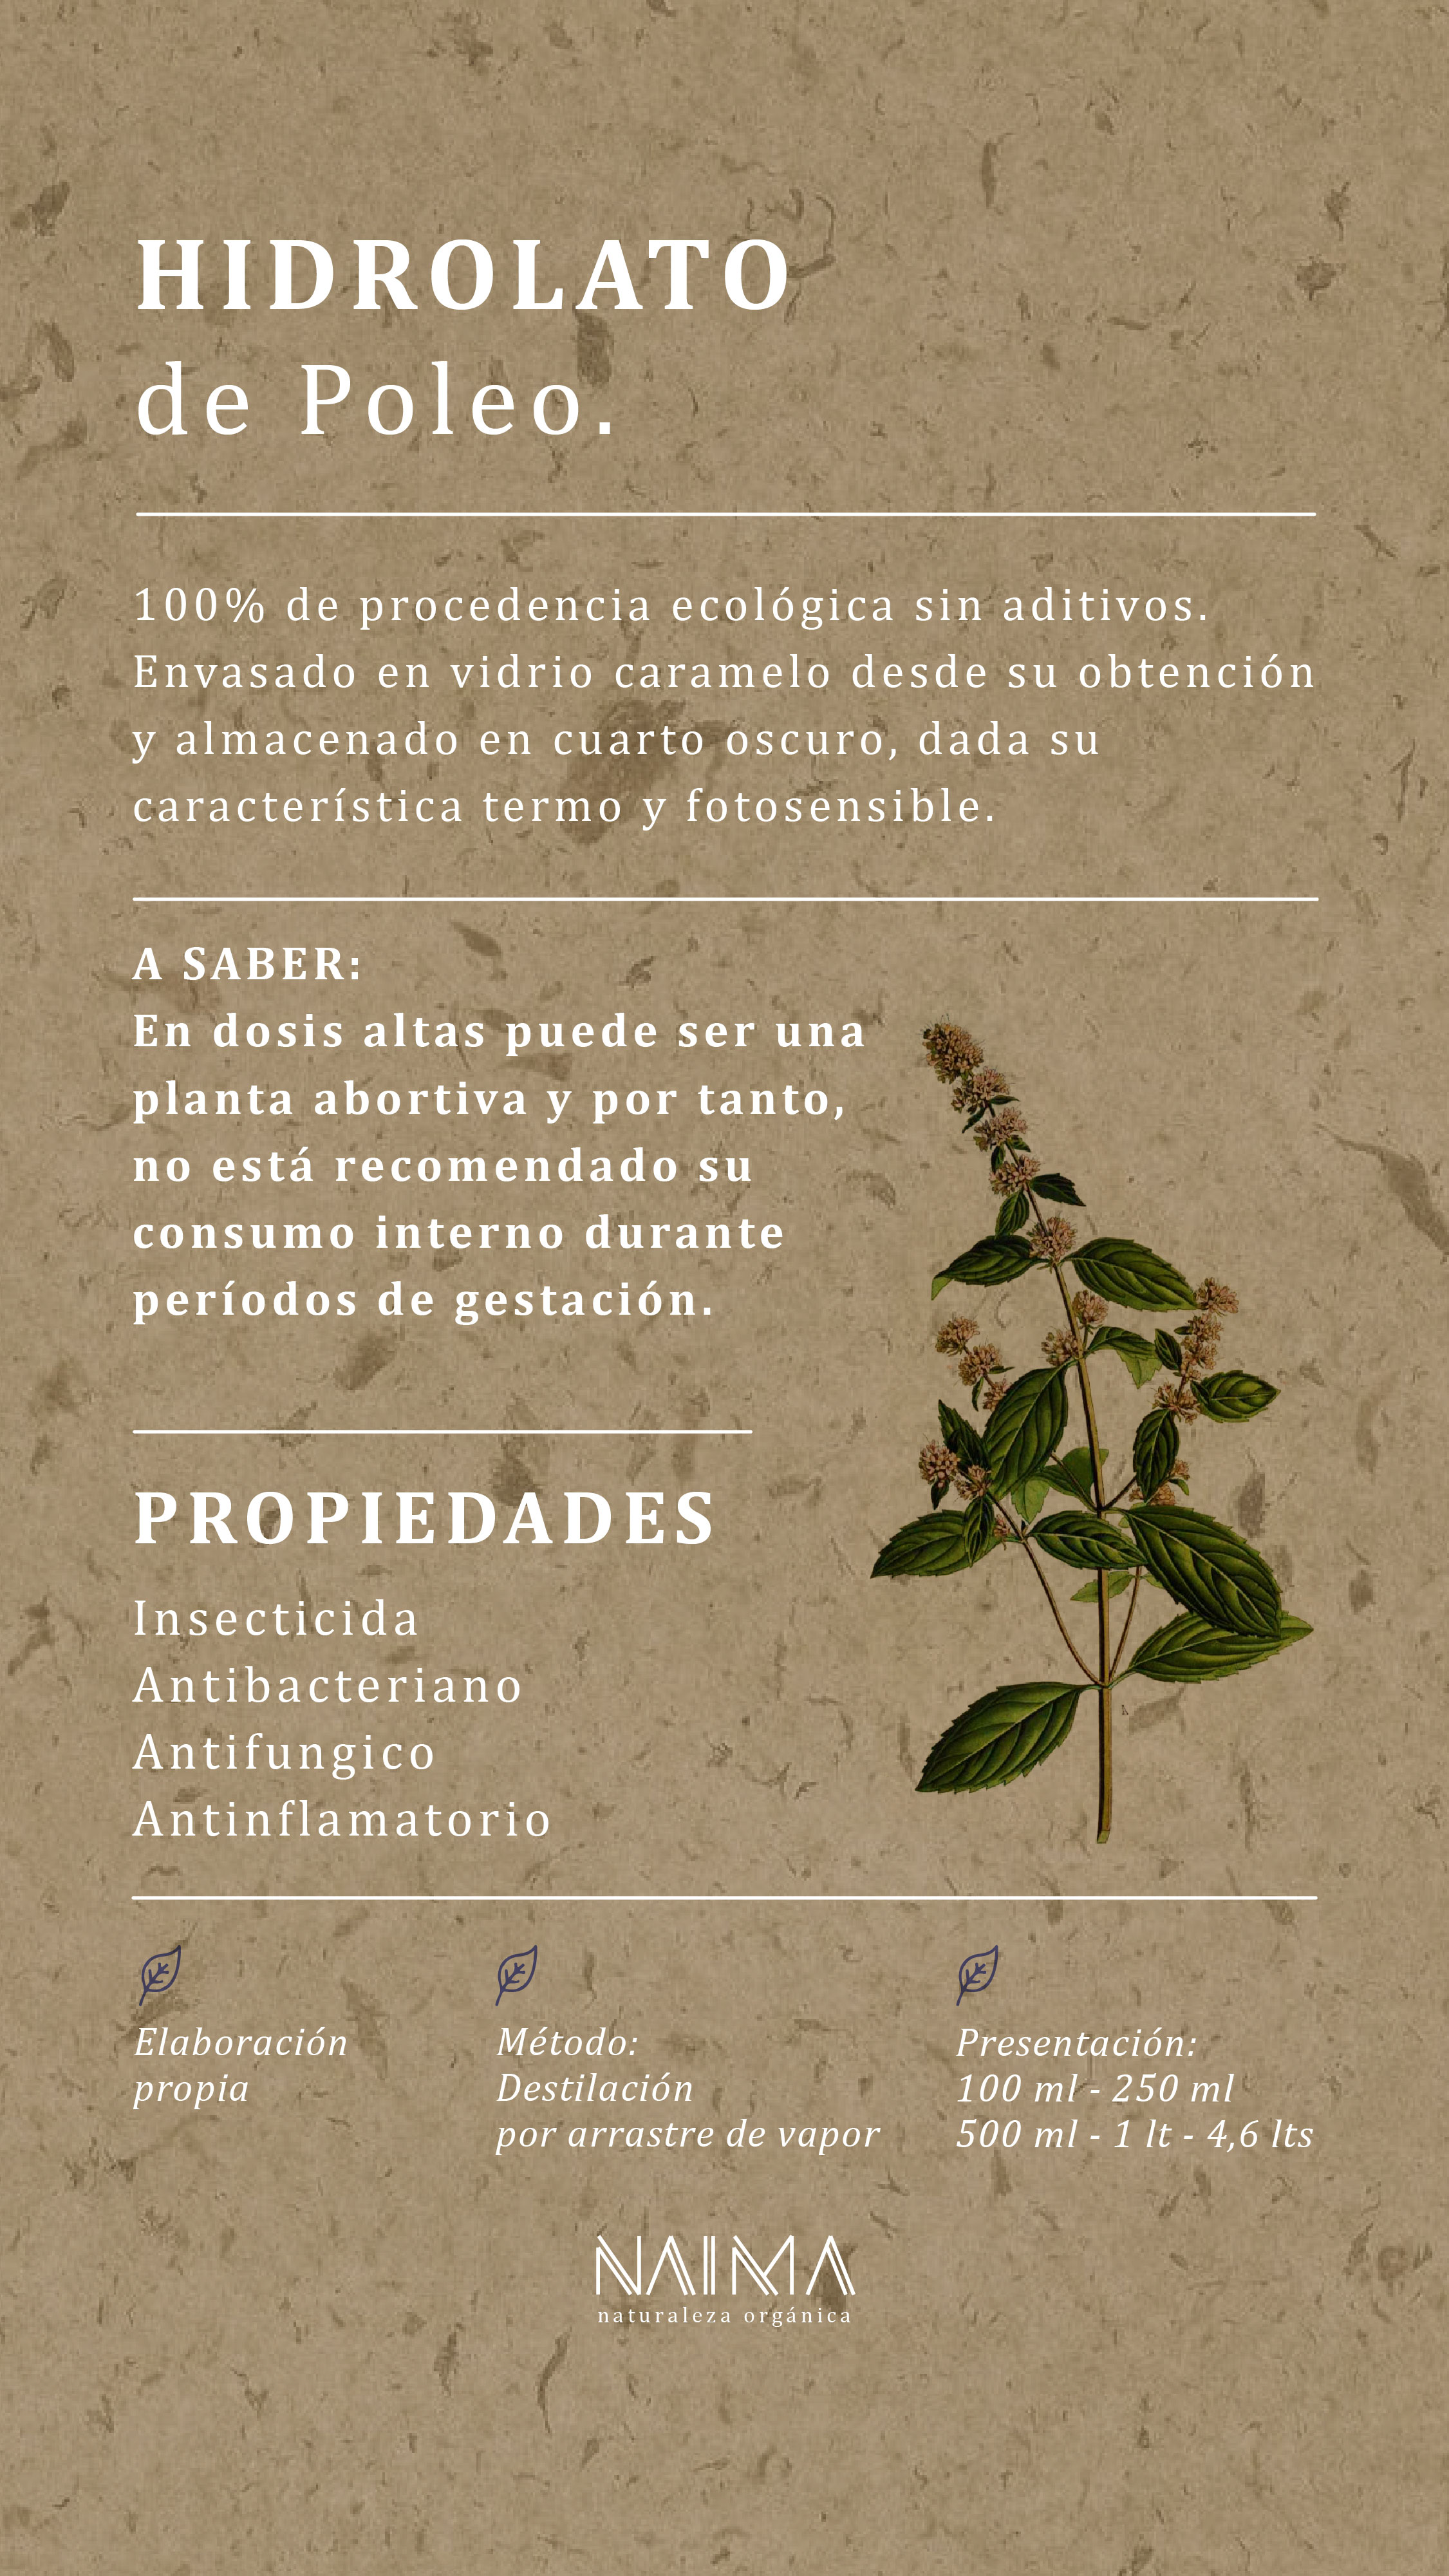 HIDROLATO
de Poleo.
100% de procedencia ecológica sin aditivos.
Envasado en vidrio caramelo desde su obtención
y almacenado en cuarto oscuro, dada su
característica termo y fotosensible.
A SABER:
En dosis altas puede ser una
planta abortiva y por tanto,
no está recomendado su
consumo interno durante
períodos de gestación.
PROPIEDADES
Insecticida
Antibacteriano
Antifungico
Antinflamatorio
Elaboración
propia
Método:
Destilación
por arrastre de vapor
Presentación:
100 ml - 250 ml
500 ml - 1 lt - 4,6 lts
NAIMA
naturaleza orgánica